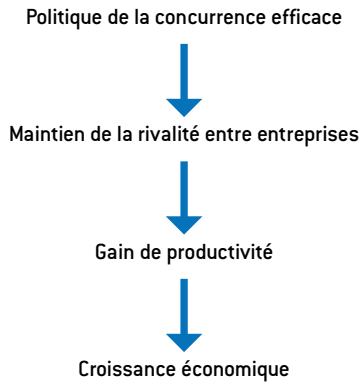 Politique de la concurrence efficace
Maintien de la rivalité entre entreprises
Gain de productivité
Croissance économique